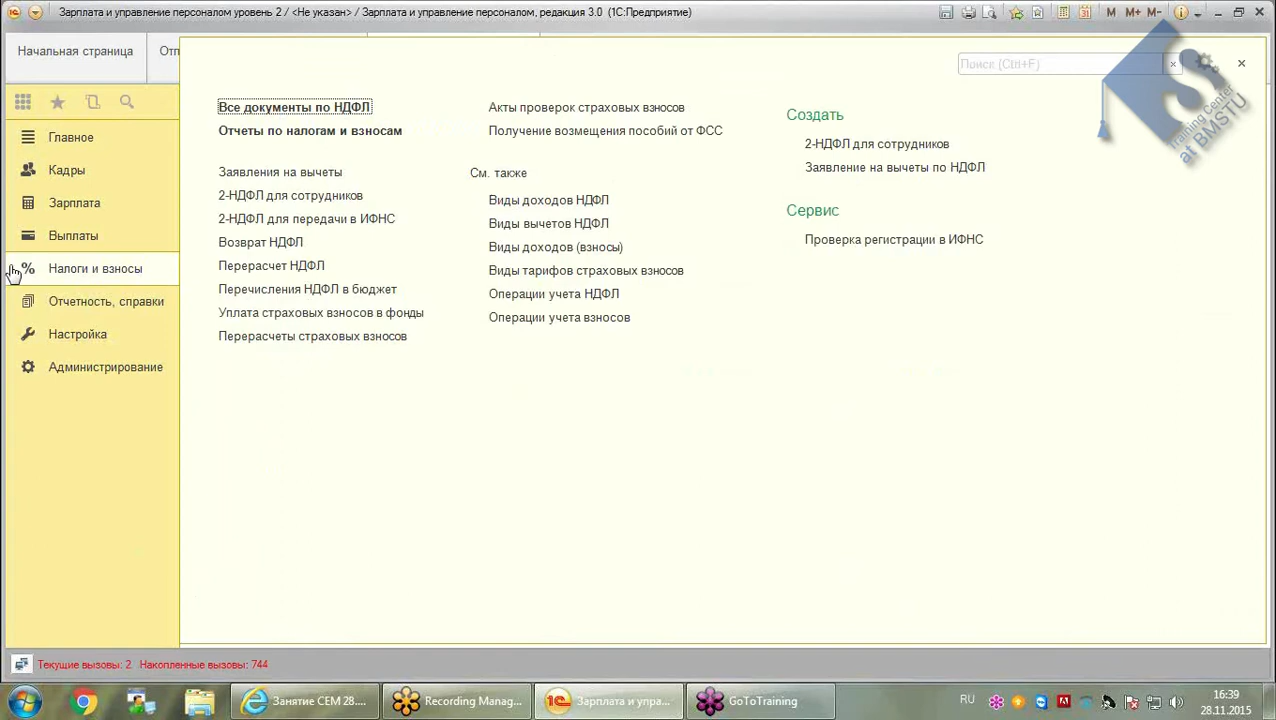 Зарплата и управление персоналом уровень 2 / <Не указан> / Зарплата и управление персоналом, редакция 3.0 (1С:Предприятие)
M M+ M-
Начальная страница
Отп
Поиск (Ctrl+F)
Главное
Кадры
Зарплата
Выплаты
Налоги и взносы
Отчетность, справки
Настройка
Администрирование
Все документы по НДФЛ
Отчеты по налогам и взносам
Заявления на вычеты
2-НДФЛ для сотрудников
2-НДФЛ для передачи в ИФНС
Возврат НДФЛ
Перерасчет НДФЛ
Перечисления НДФЛ в бюджет
Уплата страховых взносов в фонды
Перерасчеты страховых взносов
Акты проверок страховых взносов
Получение возмещения пособий от ФСС
См. также
Виды доходов НДФЛ
Виды вычетов НДФЛ
Виды доходов (взносы)
Виды тарифов страховых взносов
Операции учета НДФЛ
Операции учета взносов
Создать
2-НДФЛ для сотрудников
Заявление на вычеты по НДФЛ
Сервис
Проверка регистрации в ИФНС
Training Center
at BMSTU
Текущие вызовы: 2 Накопленные вызовы: 744
Занятие СЕМ 28....
Recording Manag...
Зарплата и упра...
GoToTraining
RU
16:39
28.11.2015